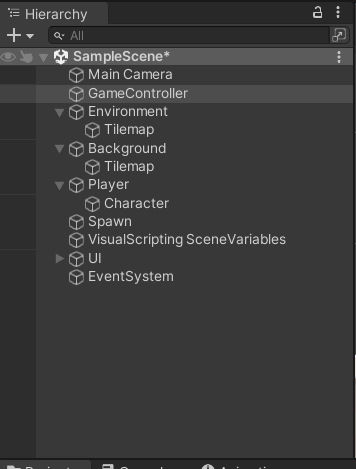 Hierarchy
All
SampleScene*
Main Camera
GameController
Environment
Tilemap
Background
Tilemap
Player
Character
Spawn
VisualScripting SceneVariables
UI
EventSystem